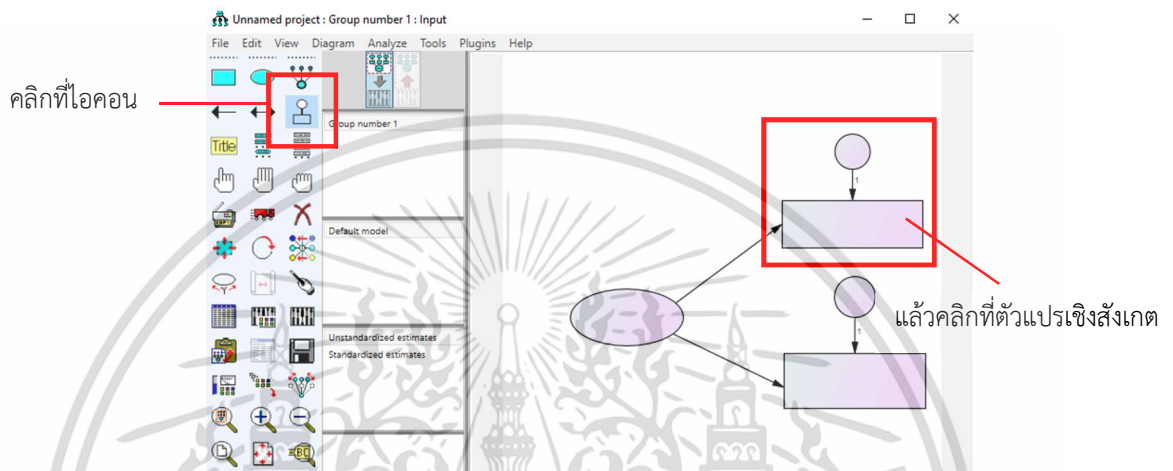 Unnamed project : Group number 1 : Input
File Edit View Diagram Analyze Tools Plugins Help
คลิกที่ไอคอน
Title
Group number 1
Default model
Unstandardized estimates
Standardized estimates
1
1
แล้วคลิกที่ตัวแปรเชิงสังเกต